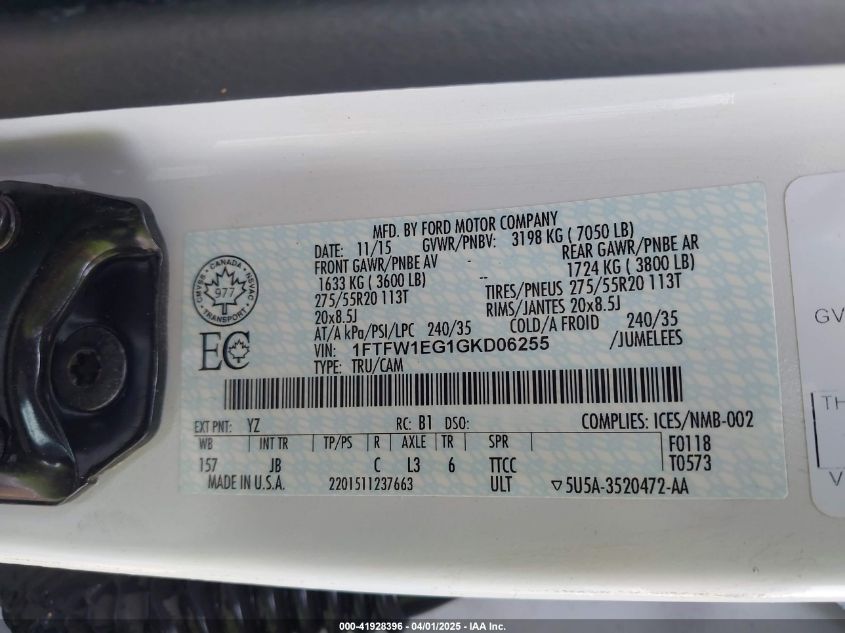 MFD. BY FORD MOTOR COMPANY
DATE: 11/15 GVWR/PNBV: 3198 KG ( 7050 LB)
FRONT GAWR/PNBE AV REAR GAWR/PNBE AR
1633 KG ( 3600 LB) -- 1724 KG ( 3800 LB)
275/55R20 113T TIRES/PNEUS 275/55R20 113T
20x8.5J RIMS/JANTES 20x8.5J
AT/A kPa/PSI/LPC 240/35 COLD/A FROID 240/35
VIN: 1FTFW1EG1GKD06255 /JUMELEES
TYPE: TRU/CAM
CANADA
CMVSS NSVAC
977
TRANSPORT
EC
EXT PNT: YZ RC: B1 DSO: COMPLIES: ICES/NMB-002
WB INT TR TP/PS R AXLE TR SPR F0118
157 JB C L3 6 TTCC T0573
MADE IN U.S.A. 2201511237663 ULT ▽5U5A-3520472-AA
GV
TH
V
000-41928396 - 04/01/2025 - IAA Inc.